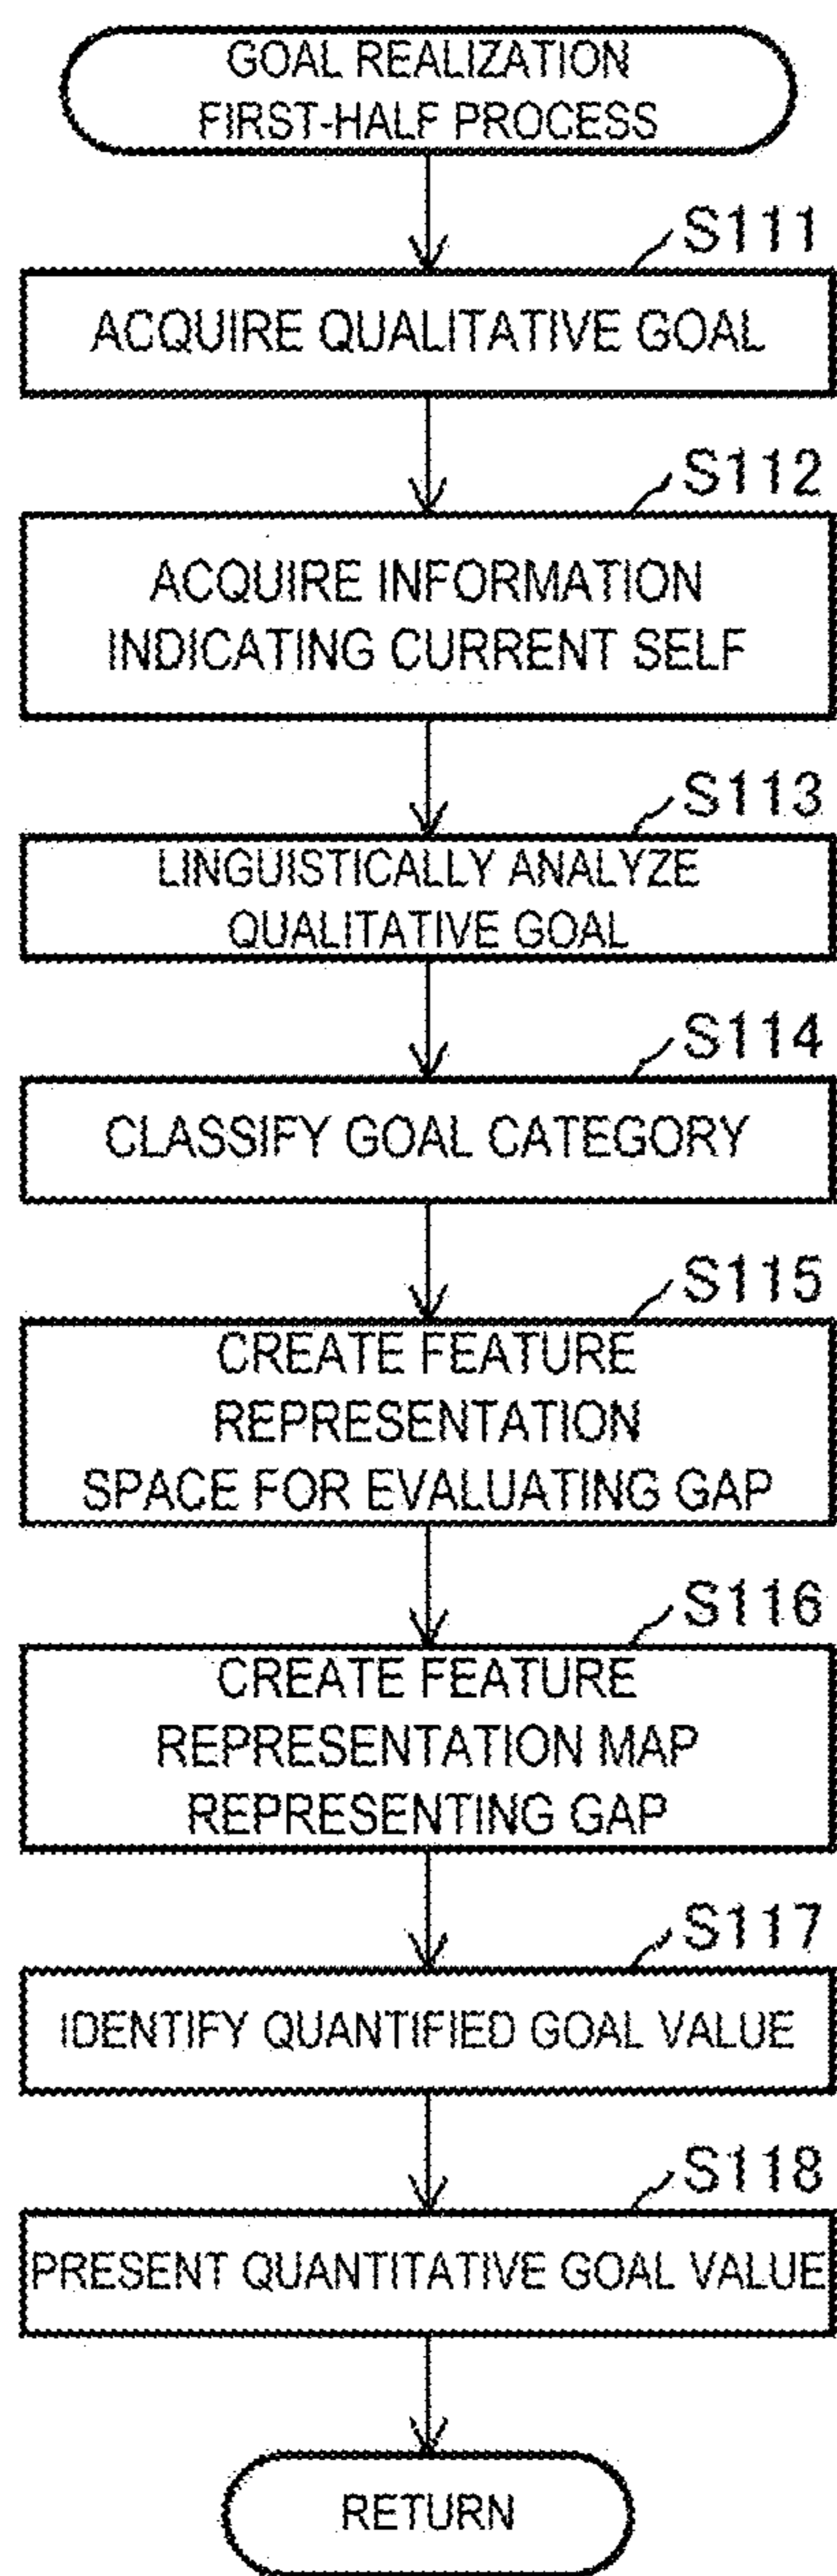 GOAL REALIZATION
FIRST-HALF PROCESS
S111
ACQUIRE QUALITATIVE GOAL
S112
ACQUIRE INFORMATION
INDICATING CURRENT SELF
S113
LINGUISTICALLY ANALYZE
QUALITATIVE GOAL
S114
CLASSIFY GOAL CATEGORY
S115
CREATE FEATURE
REPRESENTATION
SPACE FOR EVALUATING GAP
S116
CREATE FEATURE
REPRESENTATION MAP
REPRESENTING GAP
S117
IDENTIFY QUANTIFIED GOAL VALUE
S118
PRESENT QUANTITATIVE GOAL VALUE
RETURN